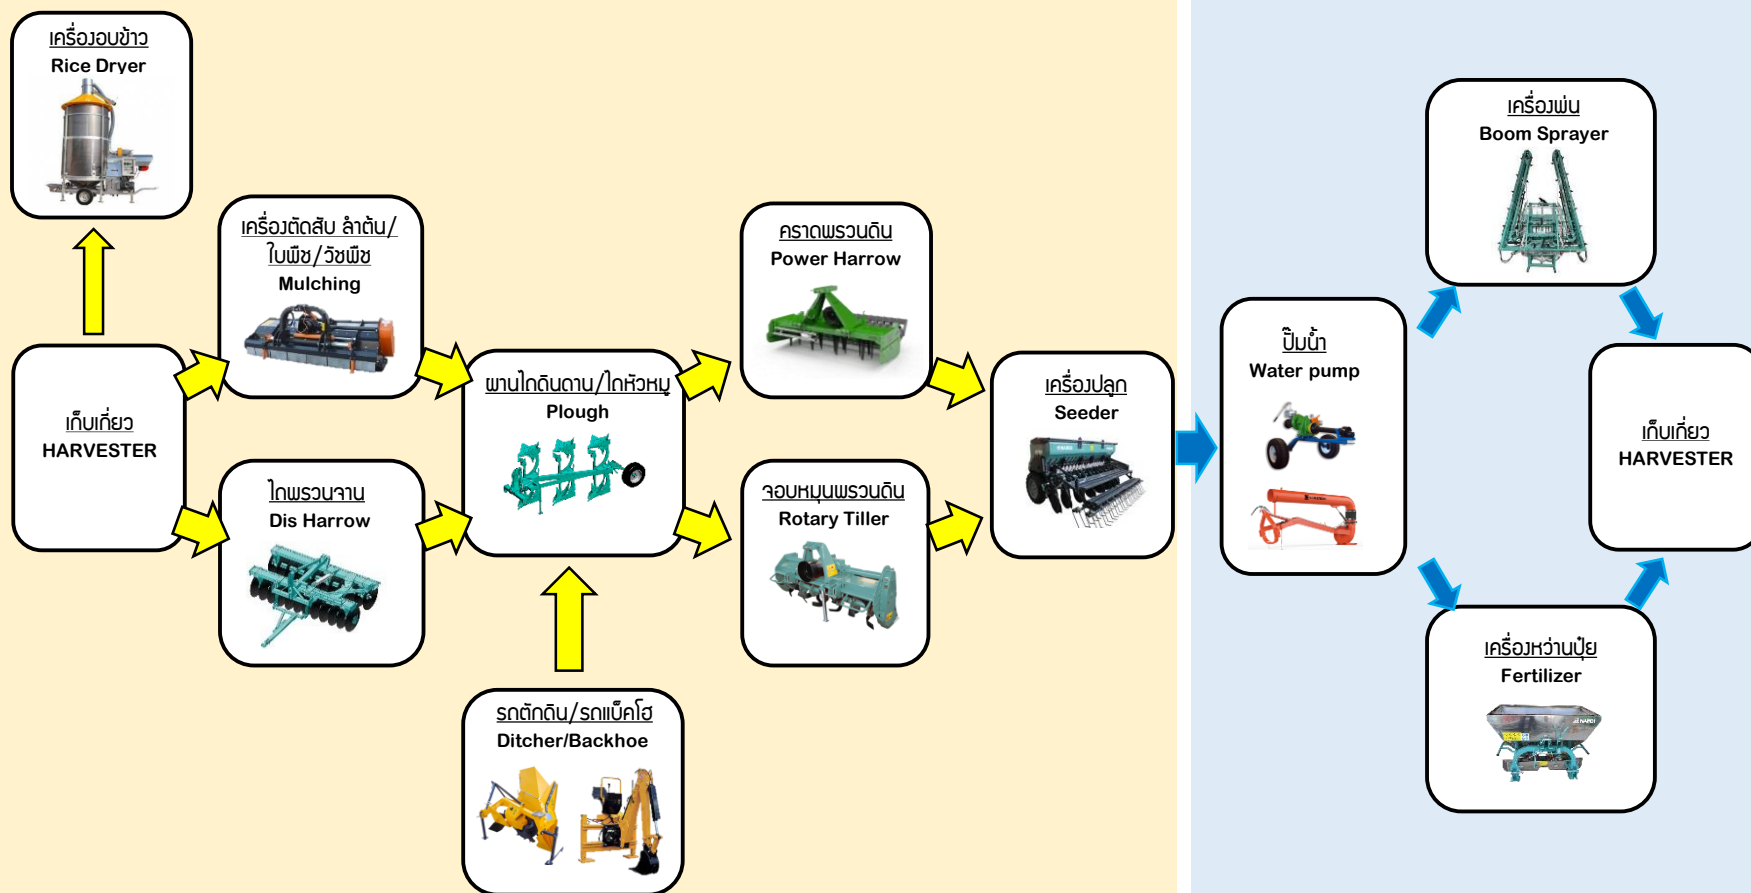 เครื่องอบข้าว
Rice Dryer
เก็บเกี่ยว
HARVESTER
เครื่องตัดสับ ลำต้น/
ใบพืช/วัชพืช
Mulching
ไถพรวนจาน
Dis Harrow
ผานไถดินดาน/ไถหัวหมู
Plough
รถตักดิน/รถแบ็คโฮ
Ditcher/Backhoe
คราดพรวนดิน
Power Harrow
จอบหมุนพรวนดิน
Rotary Tiller
เครื่องปลูก
Seeder
ปั๊มน้ำ
Water pump
เครื่องพ่น
Boom Sprayer
เครื่องหว่านปุ๋ย
Fertilizer
NARDI
เก็บเกี่ยว
HARVESTER